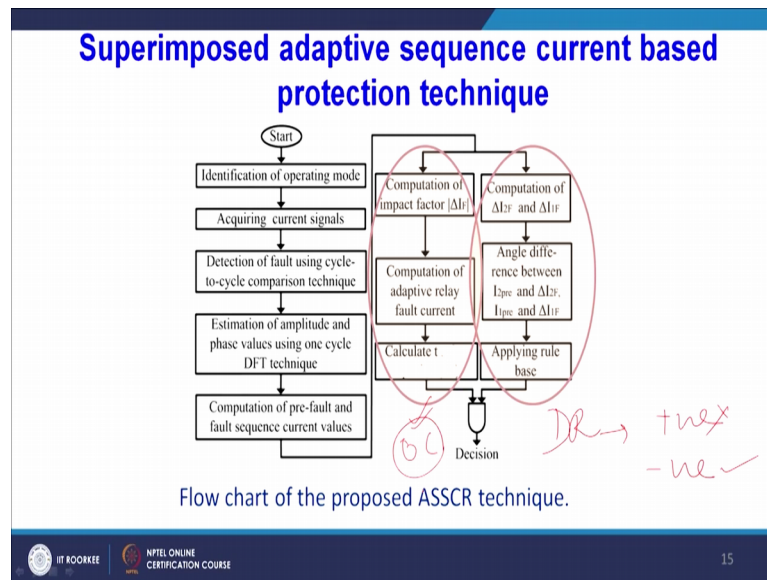 Superimposed adaptive sequence current based
protection technique
Start
Identification of operating mode
Acquiring current signals
Detection of fault using cycle-
to-cycle comparison technique
Estimation of amplitude and
phase values using one cycle
DFT technique
Computation of pre-fault and
fault sequence current values
Computation of
impact factor |ΔIF|
Computation of
adaptive relay
fault current
Calculate t
Computation of
ΔI2F and ΔI1F
Angle diffe-
rence between
I2pre and ΔI2F,
I1pre and ΔI1F
Applying rule
base
Decision
OC
DR → +ve x
-ve ✓
Flow chart of the proposed ASSCR technique.
IIT ROORKEE
NPTEL ONLINE
CERTIFICATION COURSE
15